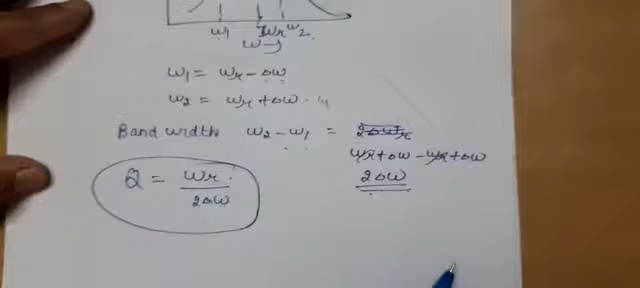 ω1 ωr ω2
ω→
ω1 = ωr - Δω
ω2 = ωr + Δω
Band width ω2 - ω1 =
ωr + Δω - ωr + Δω
Q = ωr / 2Δω
2Δω